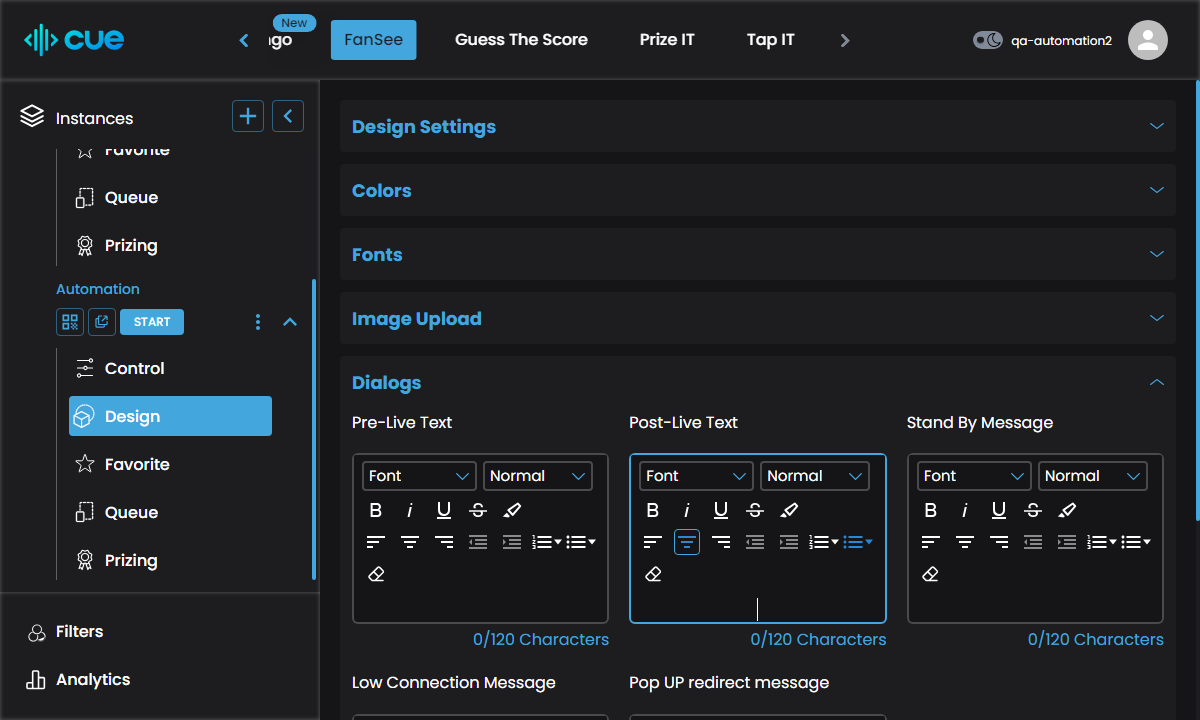 cue
New
FanSee
Guess The Score
Prize IT
Tap IT
qa-automation2
Instances
Favorite
Queue
Prizing
Automation
START
Control
Design
Favorite
Queue
Prizing
Filters
Analytics
Design Settings
Colors
Fonts
Image Upload
Dialogs
Pre-Live Text
Post-Live Text
Stand By Message
Font Normal
Font Normal
Font Normal
B i U S
B i U S
B i U S
0/120 Characters
0/120 Characters
0/120 Characters
Low Connection Message
Pop UP redirect message